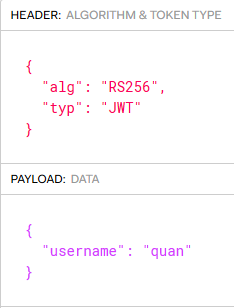 HEADER: ALGORITHM & TOKEN TYPE
{
"alg": "RS256",
"typ": "JWT"
}
PAYLOAD: DATA
{
"username": "quan"
}